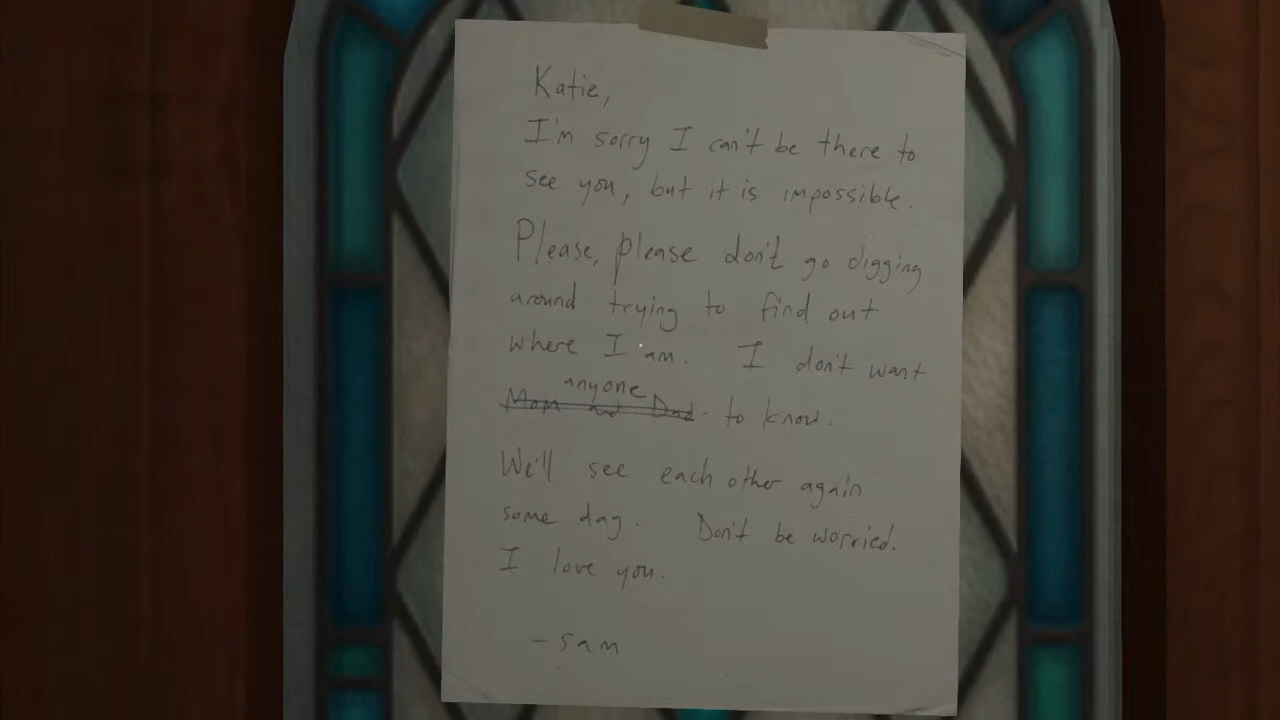 Katie,
I'm sorry I can't be there to
see you, but it is impossible.
Please, please don't go digging
around trying to find out
where I am. I don't want
anyone
Mom and Dad to know.
We'll see each other again
some day. Don't be worried.
I love you.
- Sam